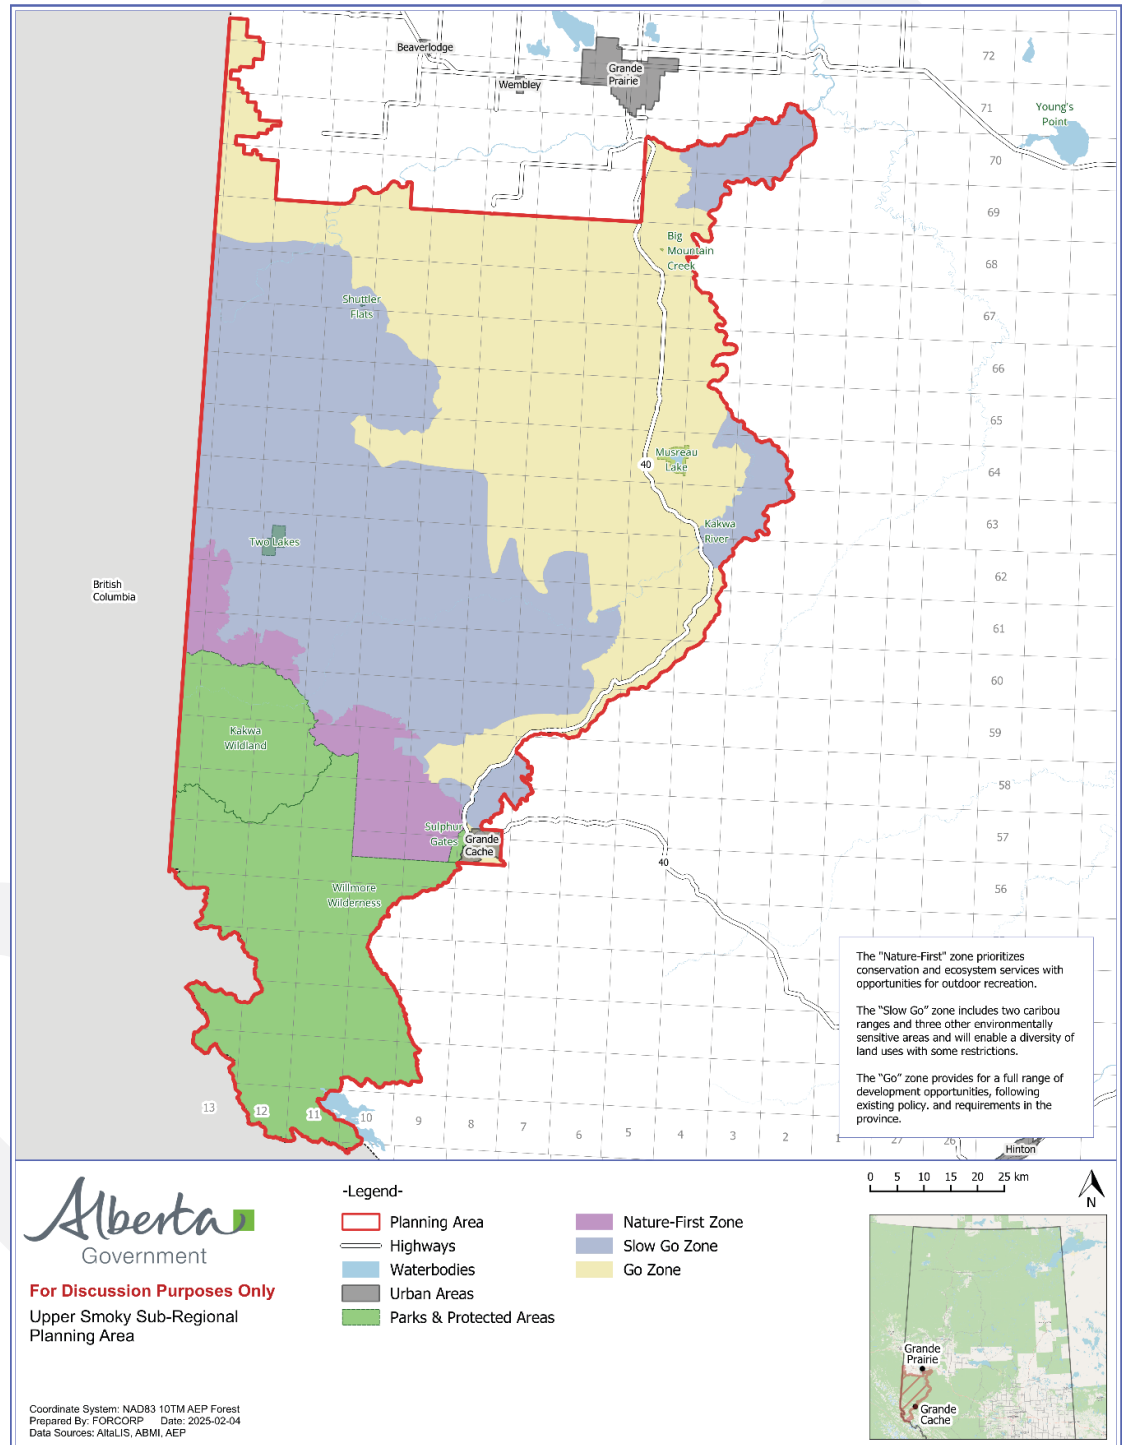 Beaverlodge
Wembley
Grande
Prairie
72
71
Young's
Point
70
69
Big
Mountain
Creek
68
Shuttler
Flats
67
66
65
Musreau
Lake
40
64
Kakwa
River
63
Two Lakes
62
British
Columbia
61
60
Kakwa
Wildland
59
58
Sulphur
Gates
Grande
Cache
57
40
Willmore
Wilderness
56
The "Nature-First" zone prioritizes
conservation and ecosystem services with
opportunities for outdoor recreation.
The "Slow Go" zone includes two caribou
ranges and three other environmentally
sensitive areas and will enable a diversity of
land uses with some restrictions.
The "Go" zone provides for a full range of
development opportunities, following
existing policy. and requirements in the
province.
13 12 11 10 9 8 7 6 5 4 3 2 1 27 26
Hinton
Alberta
Government
For Discussion Purposes Only
Upper Smoky Sub-Regional
Planning Area
Coordinate System: NAD83 10TM AEP Forest
Prepared By: FORCORP Date: 2025-02-04
Data Sources: AltaLIS, ABMI, AEP
-Legend-
Planning Area
Highways
Waterbodies
Urban Areas
Parks & Protected Areas
Nature-First Zone
Slow Go Zone
Go Zone
0 5 10 15 20 25 km
N
Grande
Prairie
Grande
Cache